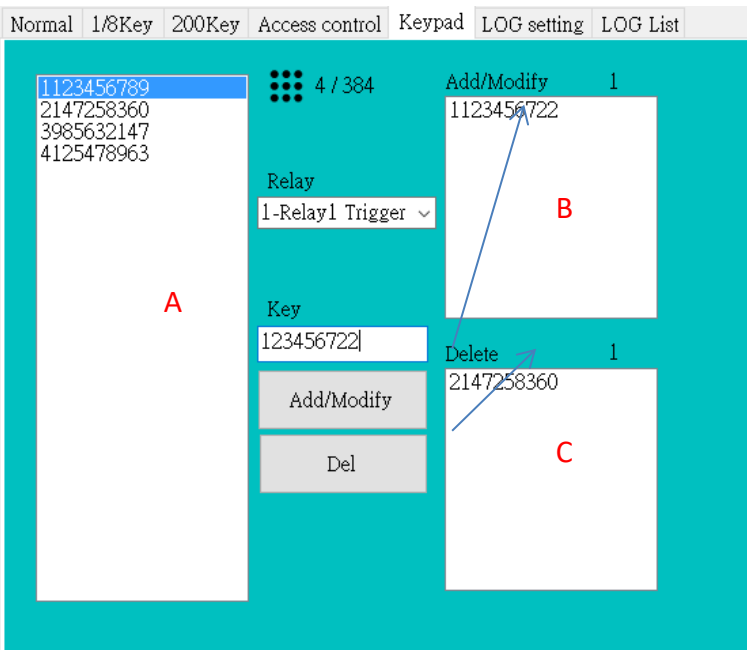 Normal 1/8Key 200Key Access control Keypad LOG setting LOG List
1123456789
2147258360
3985632147
4125478963
A
4 / 384
Relay
1-Relay1 Trigger
Key
123456722
Add/Modify
Del
Add/Modify 1
1123456722
B
Delete 1
2147258360
C